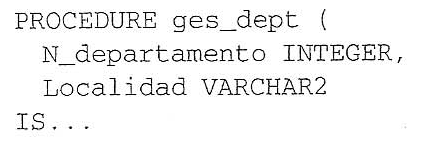 PROCEDURE ges_dept (
N_departamento INTEGER,
Localidad VARCHAR2
IS...